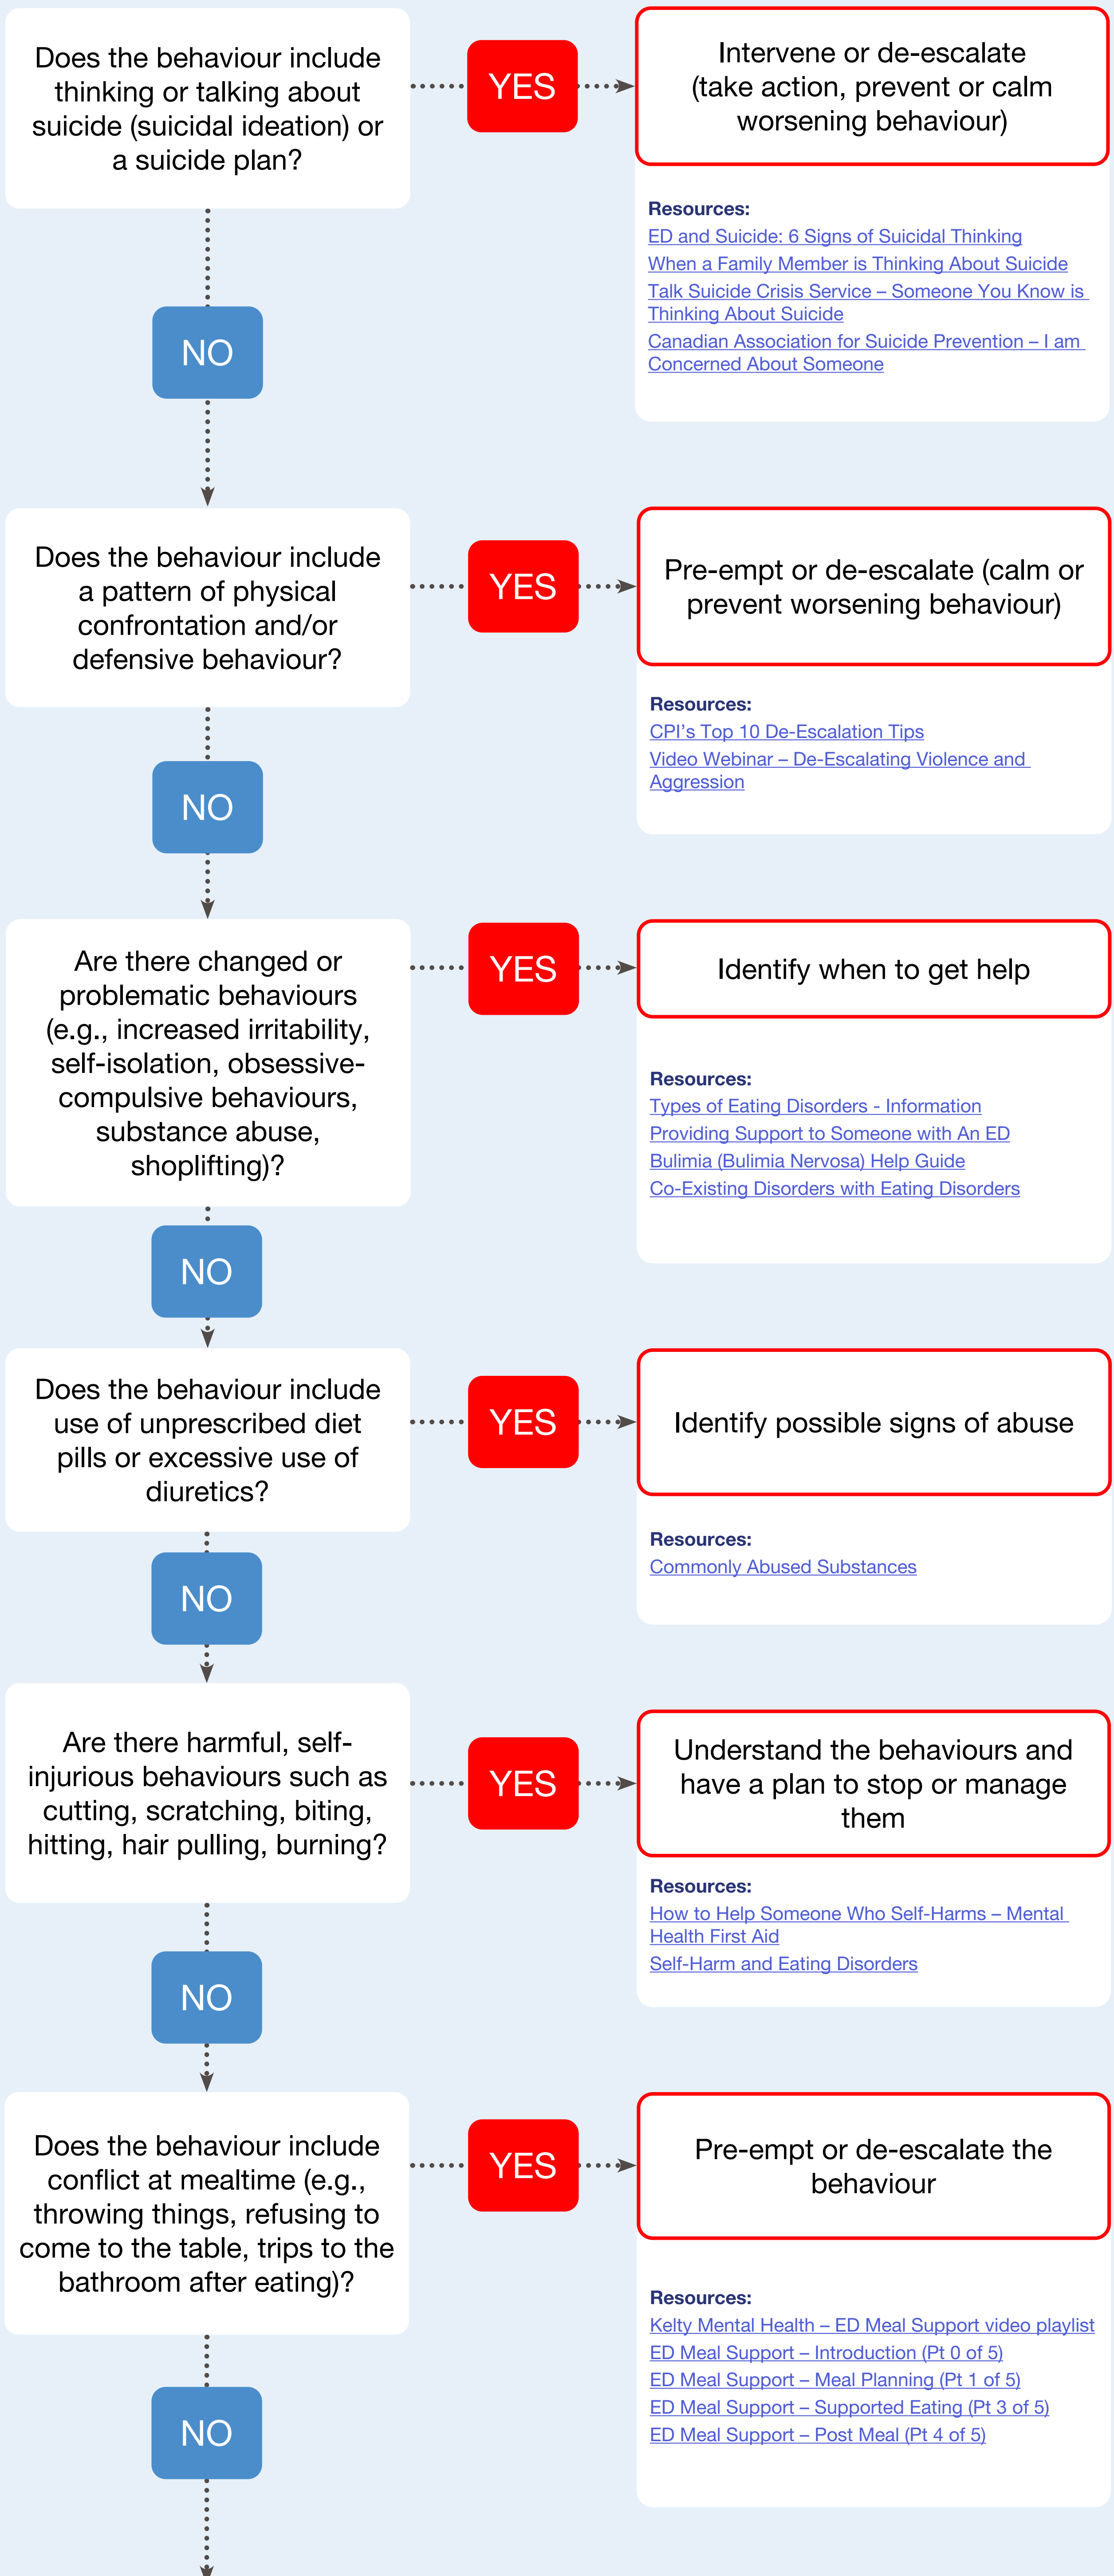 Does the behaviour include
thinking or talking about
suicide (suicidal ideation) or
a suicide plan?
YES
Intervene or de-escalate
(take action, prevent or calm
worsening behaviour)
Resources:
ED and Suicide: 6 Signs of Suicidal Thinking
When a Family Member is Thinking About Suicide
Talk Suicide Crisis Service – Someone You Know is
Thinking About Suicide
Canadian Association for Suicide Prevention – I am
Concerned About Someone
NO
Does the behaviour include
a pattern of physical
confrontation and/or
defensive behaviour?
YES
Pre-empt or de-escalate (calm or
prevent worsening behaviour)
Resources:
CPI’s Top 10 De-Escalation Tips
Video Webinar – De-Escalating Violence and
Aggression
NO
Are there changed or
problematic behaviours
(e.g., increased irritability,
self-isolation, obsessive-
compulsive behaviours,
substance abuse,
shoplifting)?
YES
Identify when to get help
Resources:
Types of Eating Disorders - Information
Providing Support to Someone with An ED
Bulimia (Bulimia Nervosa) Help Guide
Co-Existing Disorders with Eating Disorders
NO
Does the behaviour include
use of unprescribed diet
pills or excessive use of
diuretics?
YES
Identify possible signs of abuse
Resources:
Commonly Abused Substances
NO
Are there harmful, self-
injurious behaviours such as
cutting, scratching, biting,
hitting, hair pulling, burning?
YES
Understand the behaviours and
have a plan to stop or manage
them
Resources:
How to Help Someone Who Self-Harms – Mental
Health First Aid
Self-Harm and Eating Disorders
NO
Does the behaviour include
conflict at mealtime (e.g.,
throwing things, refusing to
come to the table, trips to the
bathroom after eating)?
YES
Pre-empt or de-escalate the
behaviour
Resources:
Kelty Mental Health – ED Meal Support video playlist
ED Meal Support – Introduction (Pt 0 of 5)
ED Meal Support – Meal Planning (Pt 1 of 5)
ED Meal Support – Supported Eating (Pt 3 of 5)
ED Meal Support – Post Meal (Pt 4 of 5)
NO